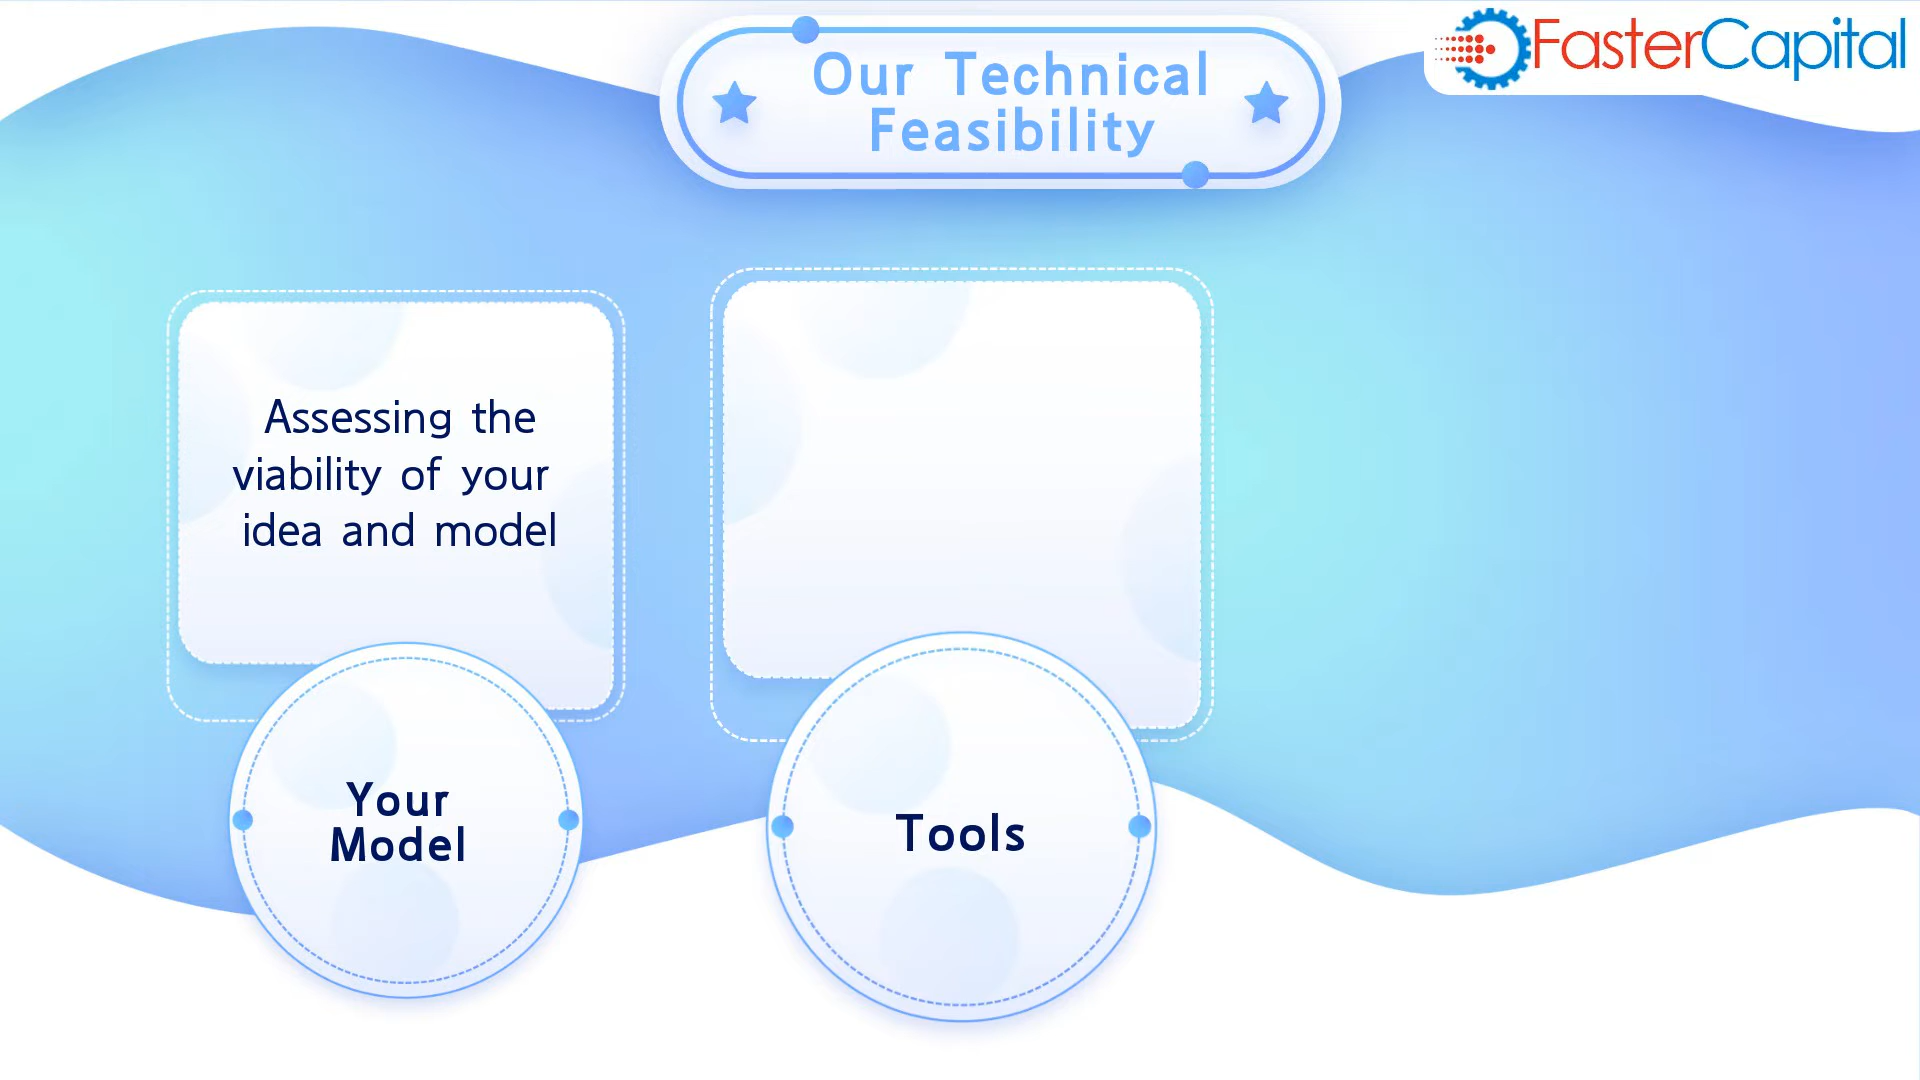 Our Technical
Feasibility
FasterCapital
Assessing the
viability of your
idea and model
Your
Model
Tools